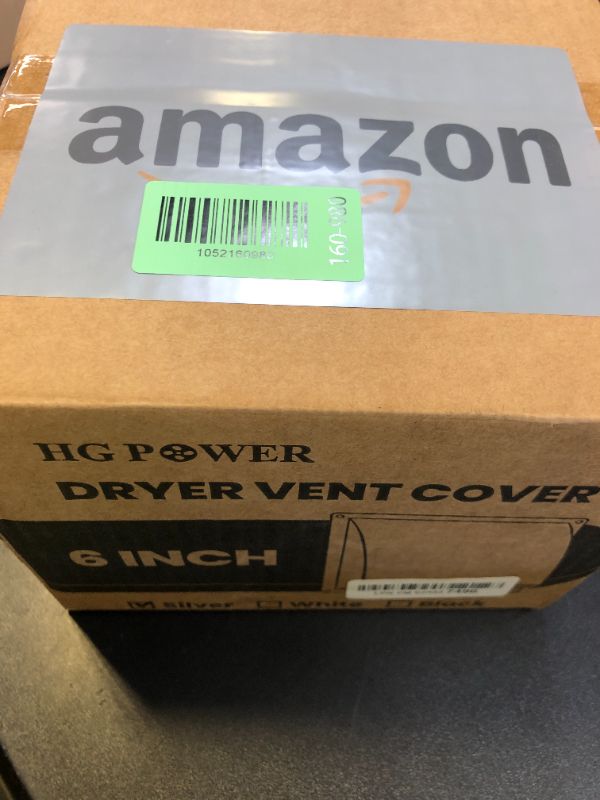 amazon
160-980
HG POWER
DRYER VENT COVER
6 INCH
Silver White Black